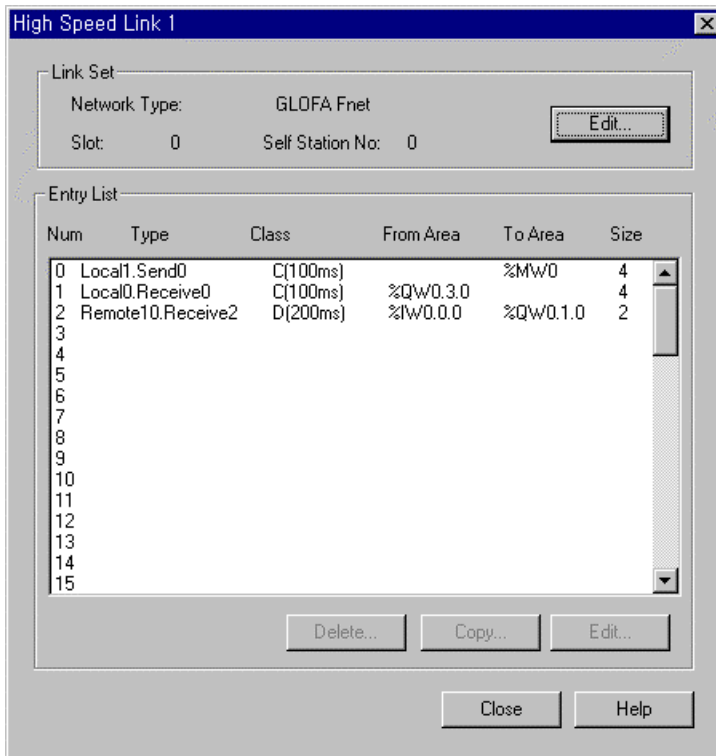 High Speed Link 1
Link Set
Network Type: GLOFA Fnet
Edit...
Slot: 0 Self Station No: 0
Entry List
Num Type Class From Area To Area Size
0 Local1.Send0 C(100ms) %MW0 4
1 Local0.Receive0 C(100ms) %QW0.3.0 4
2 Remote10.Receive2 D(200ms) %IW0.0.0 %QW0.1.0 2
3
4
5
6
7
8
9
10
11
12
13
14
15
Delete... Copy... Edit...
Close Help